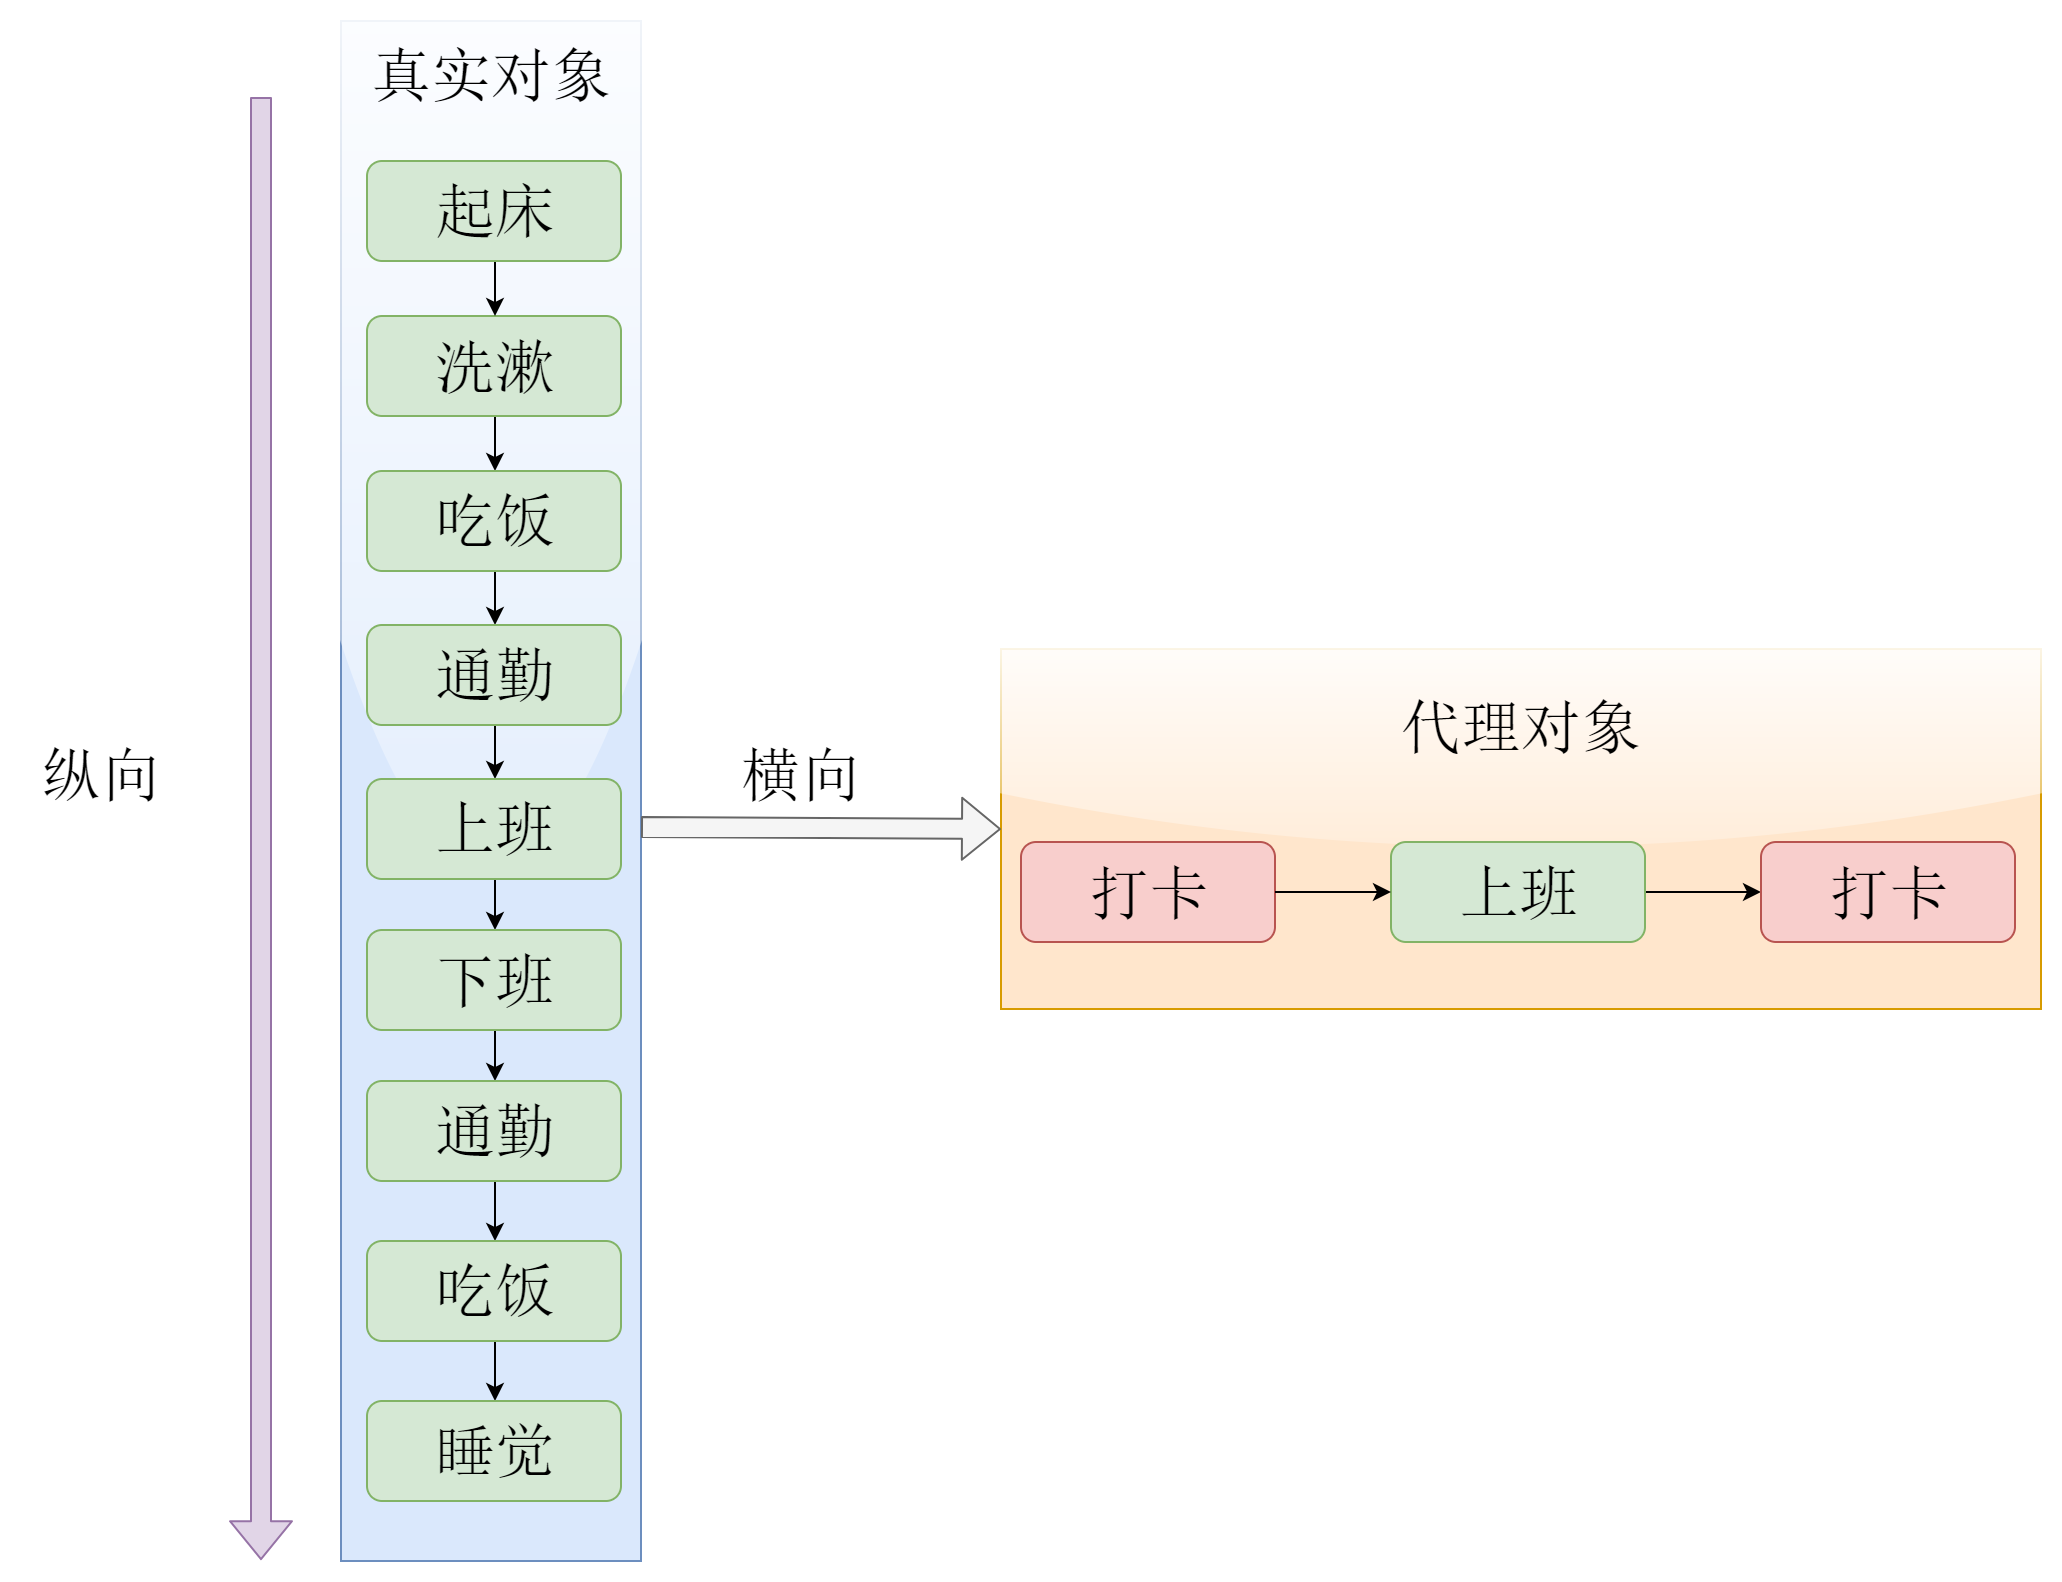 真实对象
起床
洗漱
吃饭
通勤
上班
下班
通勤
吃饭
睡觉
纵向
横向
代理对象
打卡
上班
打卡